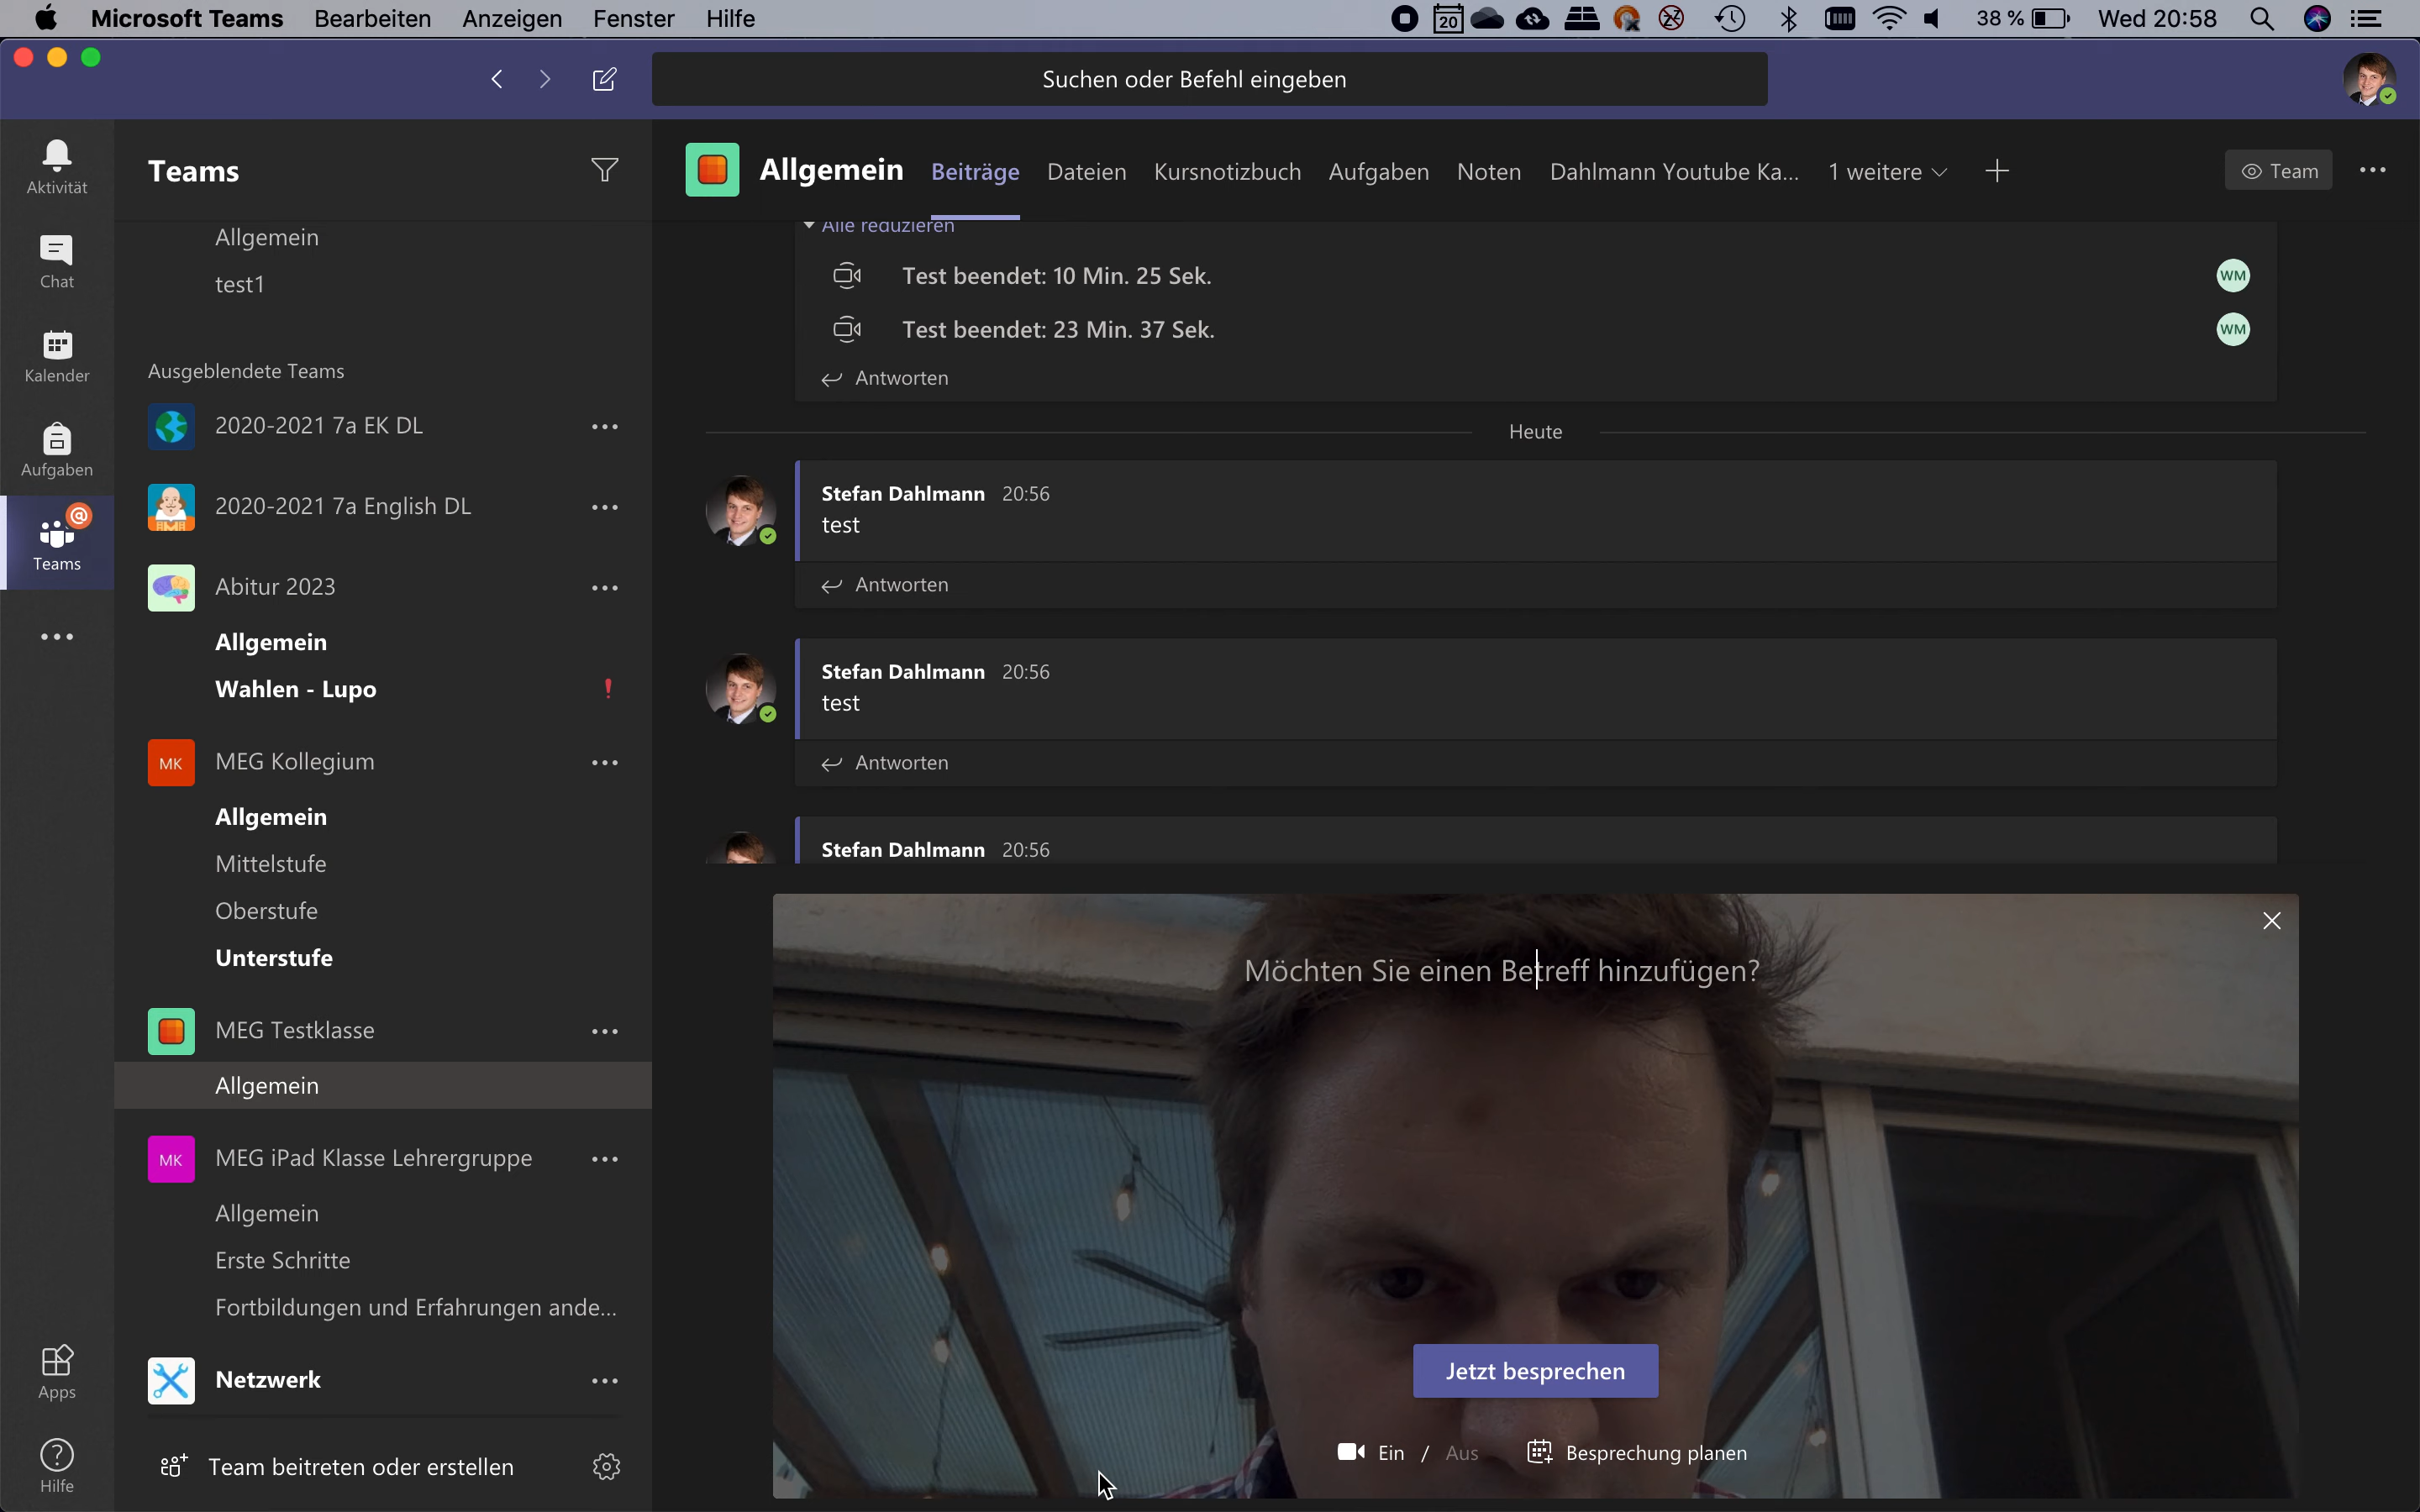 Microsoft Teams Bearbeiten Anzeigen Fenster Hilfe 20 38 % Wed 20:58
Suchen oder Befehl eingeben
Aktivität
Chat
Kalender
Aufgaben
@
Teams
Apps
Hilfe
Teams
Allgemein
test1
Ausgeblendete Teams
2020-2021 7a EK DL
2020-2021 7a English DL
Abitur 2023
Allgemein
Wahlen - Lupo
MK MEG Kollegium
Allgemein
Mittelstufe
Oberstufe
Unterstufe
MEG Testklasse
Allgemein
MK MEG iPad Klasse Lehrergruppe
Allgemein
Erste Schritte
Fortbildungen und Erfahrungen ande...
Netzwerk
Team beitreten oder erstellen
Allgemein Beiträge Dateien Kursnotizbuch Aufgaben Noten Dahlmann Youtube Ka... 1 weitere Team
Alle reduzieren
Test beendet: 10 Min. 25 Sek. WM
Test beendet: 23 Min. 37 Sek. WM
Antworten
Heute
Stefan Dahlmann 20:56
test
Antworten
Stefan Dahlmann 20:56
test
Antworten
Stefan Dahlmann 20:56
Möchten Sie einen Betreff hinzufügen?
Jetzt besprechen
Ein / Aus Besprechung planen